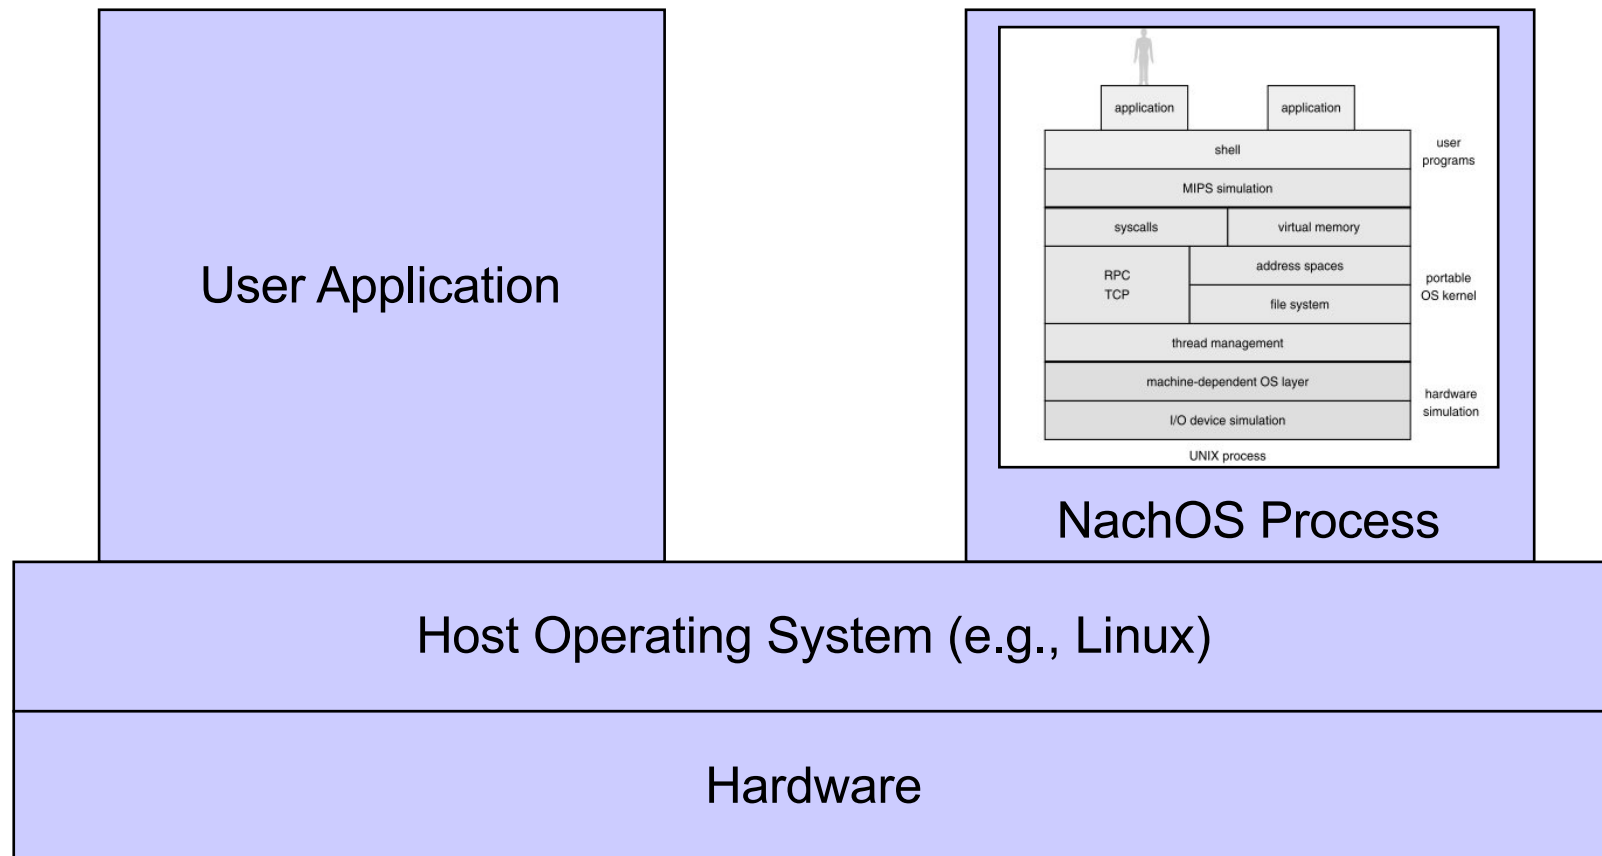 User Application
application
application
shell
user
programs
MIPS simulation
syscalls
virtual memory
RPC
TCP
address spaces
file system
portable
OS kernel
thread management
machine-dependent OS layer
I/O device simulation
hardware
simulation
UNIX process
NachOS Process
Host Operating System (e.g., Linux)
Hardware